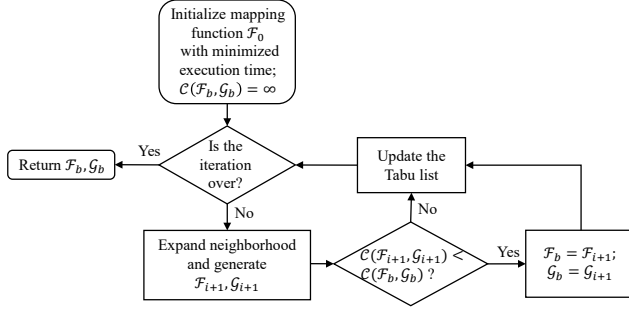 Initialize mapping
function ℱ₀
with minimized
execution time;
𝒞(ℱ_b, 𝒢_b) = ∞
Is the
iteration
over?
Yes
Return ℱ_b, 𝒢_b
No
Expand neighborhood
and generate
ℱ_{i+1}, 𝒢_{i+1}
𝒞(ℱ_{i+1}, 𝒢_{i+1}) <
𝒞(ℱ_b, 𝒢_b) ?
No
Update the
Tabu list
Yes
ℱ_b = ℱ_{i+1};
𝒢_b = 𝒢_{i+1}